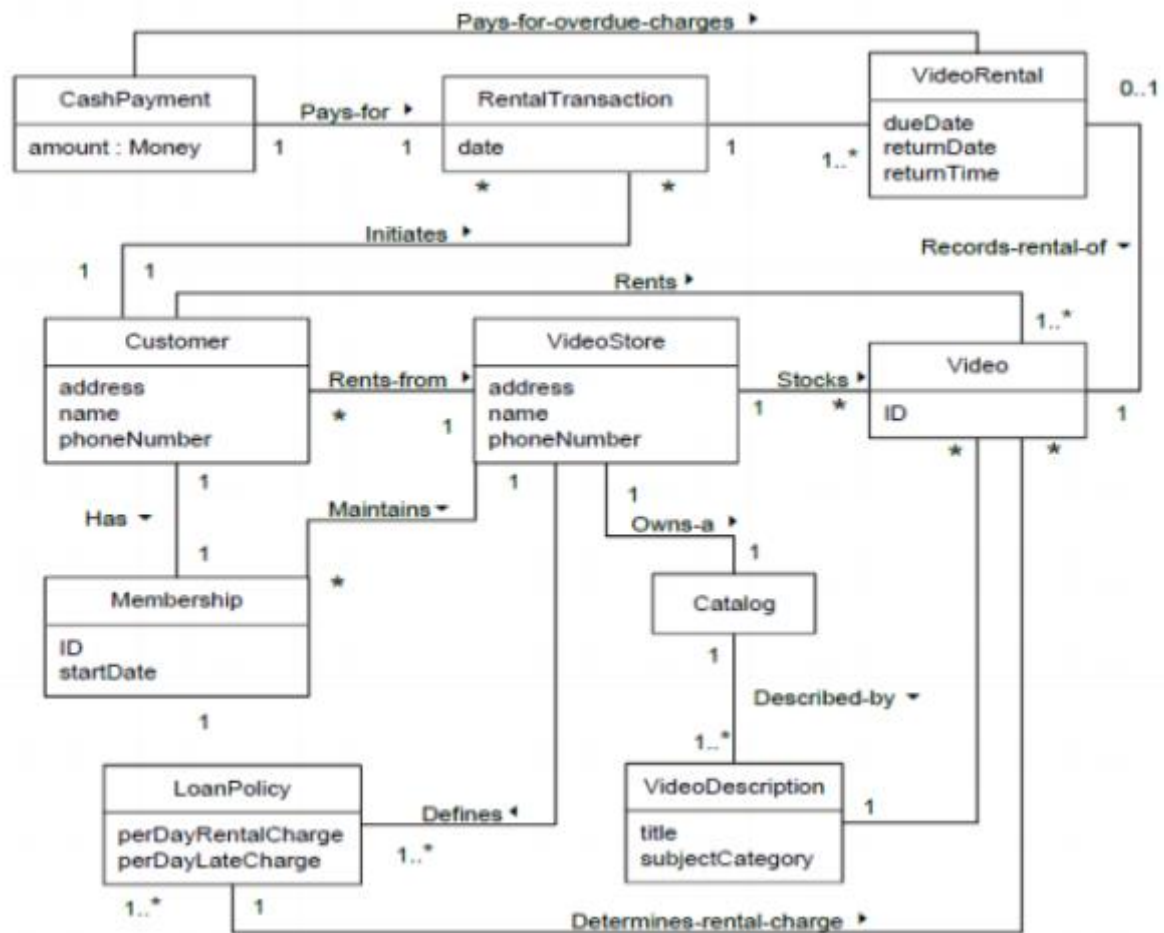 Pays-for-overdue-charges
VideoRental
0..1
CashPayment
RentalTransaction
Pays-for
amount : Money
1
1
date
1
1..*
dueDate
returnDate
returnTime
*
*
Initiates
Records-rental-of
1
1
Rents
1..*
Customer
VideoStore
Video
address
name
phoneNumber
Rents-from
*
1
address
name
phoneNumber
Stocks
1
*
ID
1
1
1
1
*
*
Has
Maintains
Owns-a
1
1
*
Membership
Catalog
ID
startDate
1
1
Described-by
1..*
LoanPolicy
VideoDescription
Defines
1
perDayRentalCharge
perDayLateCharge
1..*
title
subjectCategory
1..*
1
Determines-rental-charge